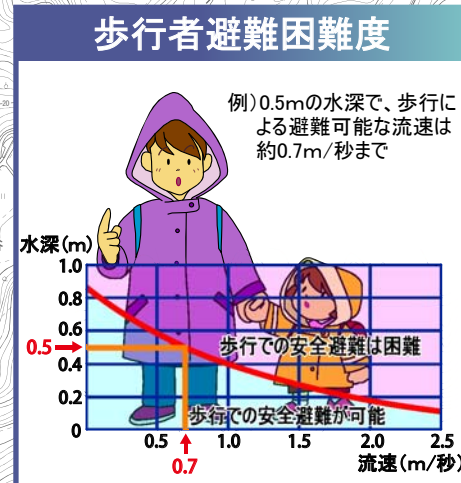 歩行者避難困難度
例)0.5mの水深で、歩行に
よる避難可能な流速は
約0.7m/秒まで
水深(m)
1.0
0.8
0.6
0.5
0.4
0.2
0
歩行での安全避難は困難
歩行での安全避難が可能
0.5
0.7
1.0
1.5
2.0
2.5
流速(m/秒)